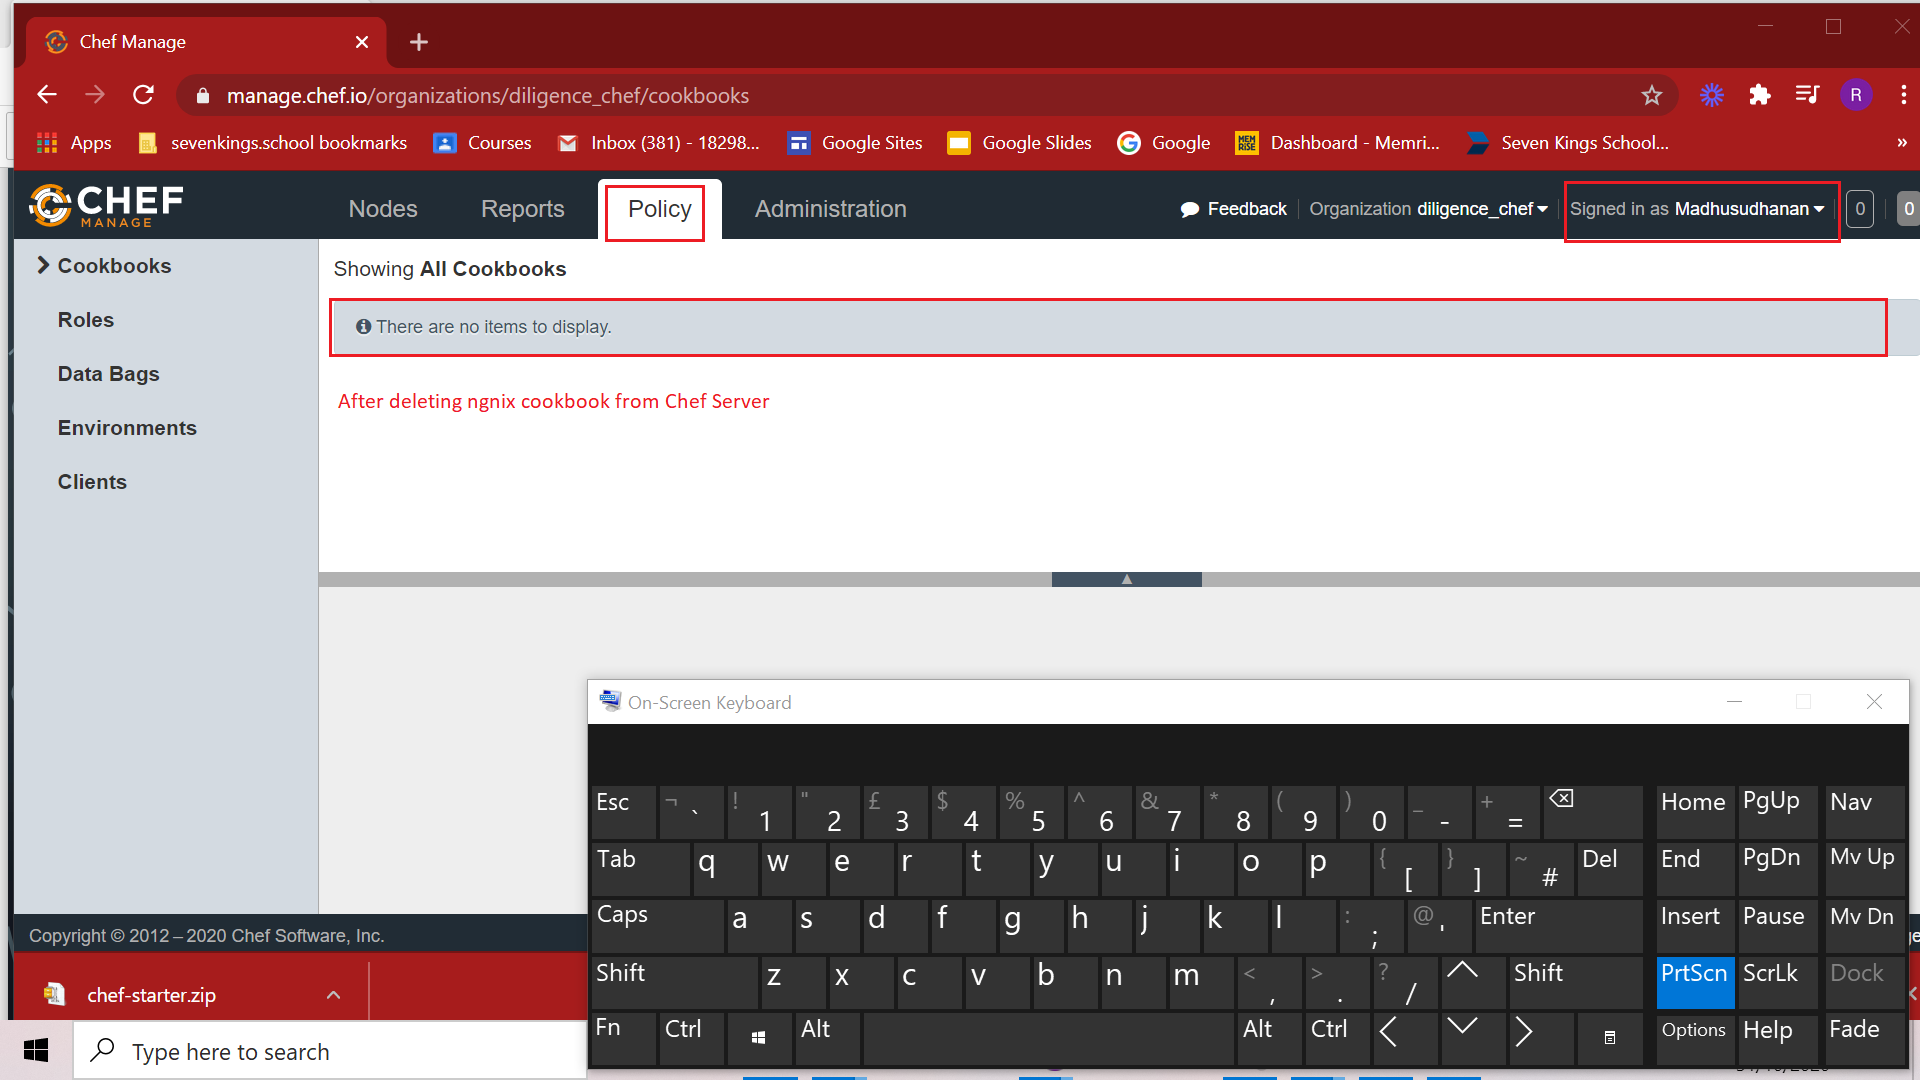 Chef Manage
manage.chef.io/organizations/diligence_chef/cookbooks
R
Apps sevenkings.school bookmarks Courses Inbox (381) - 18298... Google Sites Google Slides Google MEM RISE Dashboard - Memri... Seven Kings School... »
CHEF
MANAGE
Nodes Reports Policy Administration Feedback Organization diligence_chef Signed in as Madhusudhanan 0 0
Cookbooks
Roles
Data Bags
Environments
Clients
Showing All Cookbooks
There are no items to display.
After deleting ngnix cookbook from Chef Server
On-Screen Keyboard
Esc ¬ ` ! 1 " 2 £ 3 $ 4 % 5 ^ 6 & 7 * 8 ( 9 ) 0 _ - + = Home PgUp Nav
Tab q w e r t y u i o p { [ } ] ~ # Del End PgDn Mv Up
Caps a s d f g h j k l : ; @ ' Enter Insert Pause Mv Dn
Shift z x c v b n m < , > . ? / Shift PrtScn ScrLk Dock
Fn Ctrl Alt Alt Ctrl Options Help Fade
Copyright © 2012 – 2020 Chef Software, Inc.
chef-starter.zip
Type here to search